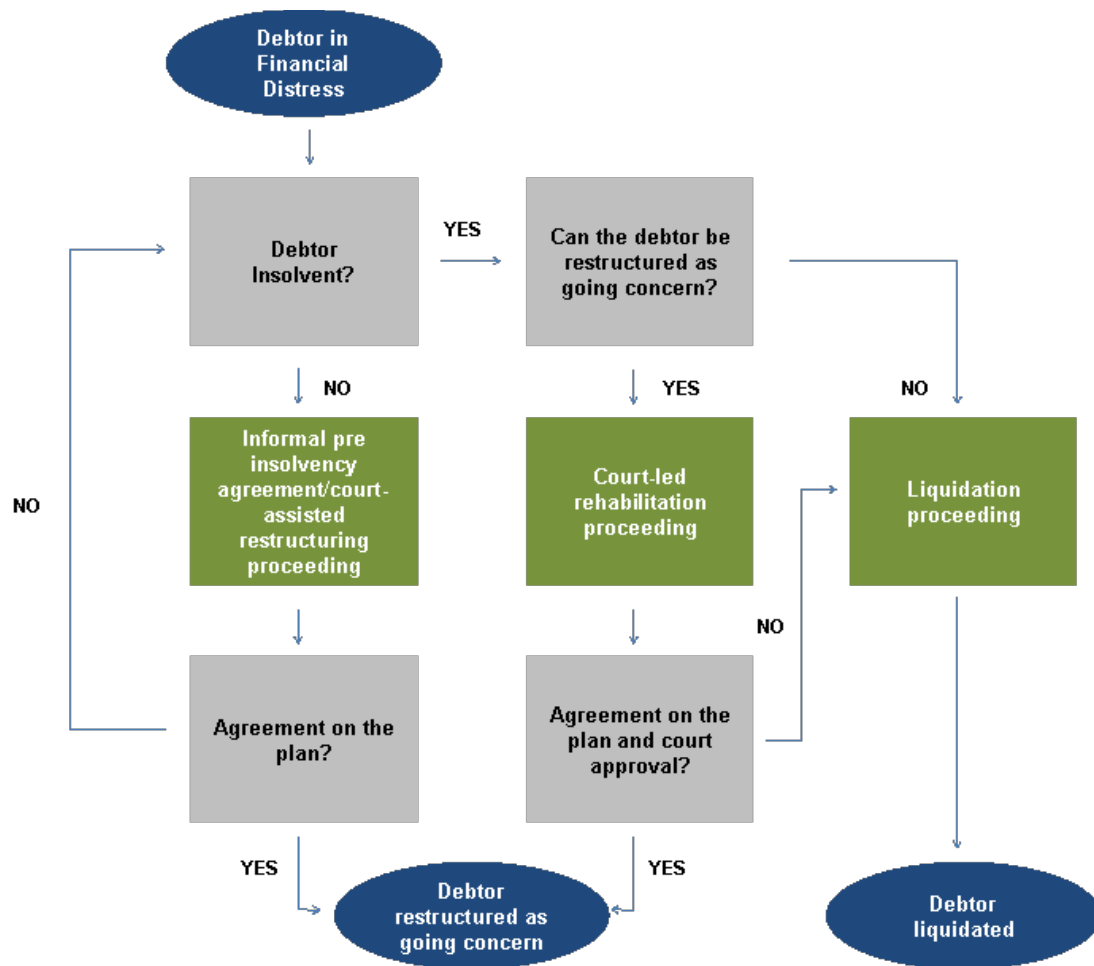 Debtor in
Financial
Distress
Debtor
Insolvent?
YES
Can the debtor be
restructured as
going concern?
NO
YES
NO
Informal pre
insolvency
agreement/court-
assisted
restructuring
proceeding
Court-led
rehabilitation
proceeding
Liquidation
proceeding
NO
NO
Agreement on the
plan?
Agreement on the
plan and court
approval?
YES
YES
Debtor
restructured as
going concern
Debtor
liquidated